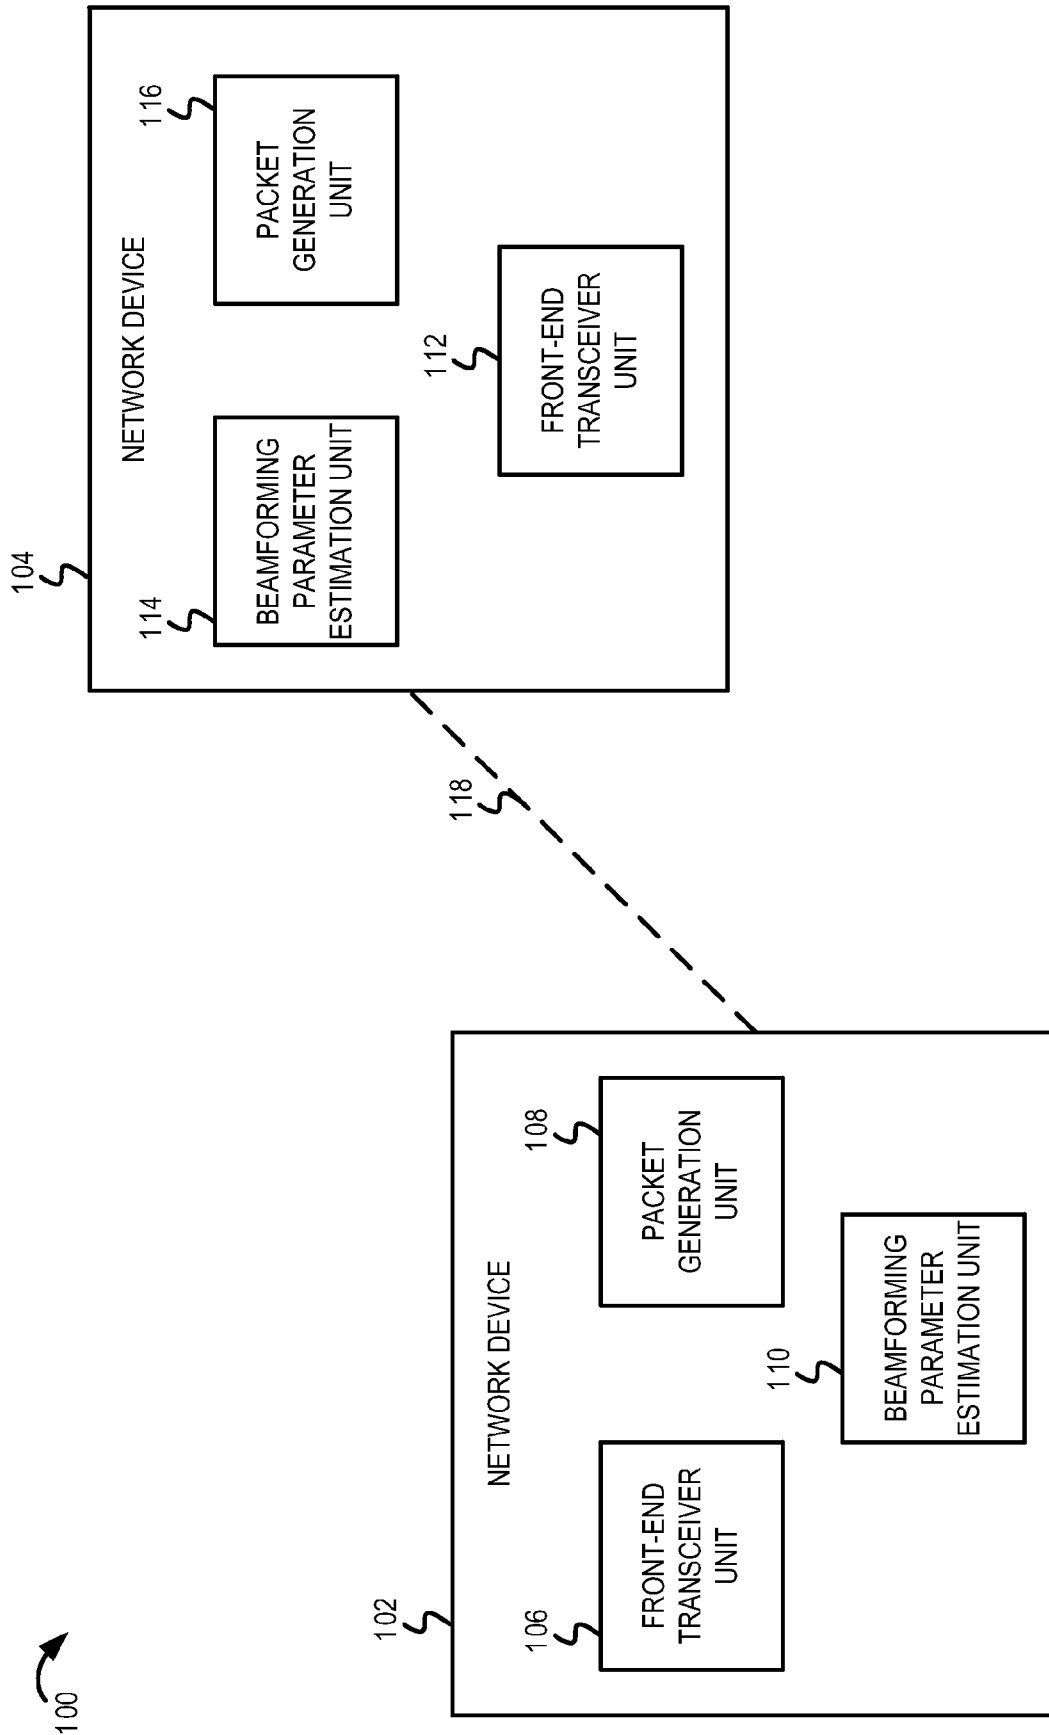 100
102
NETWORK DEVICE
106
FRONT-END
TRANSCEIVER
UNIT
108
PACKET
GENERATION
UNIT
110
BEAMFORMING
PARAMETER
ESTIMATION UNIT
118
104
NETWORK DEVICE
114
BEAMFORMING
PARAMETER
ESTIMATION UNIT
116
PACKET
GENERATION
UNIT
112
FRONT-END
TRANSCEIVER
UNIT